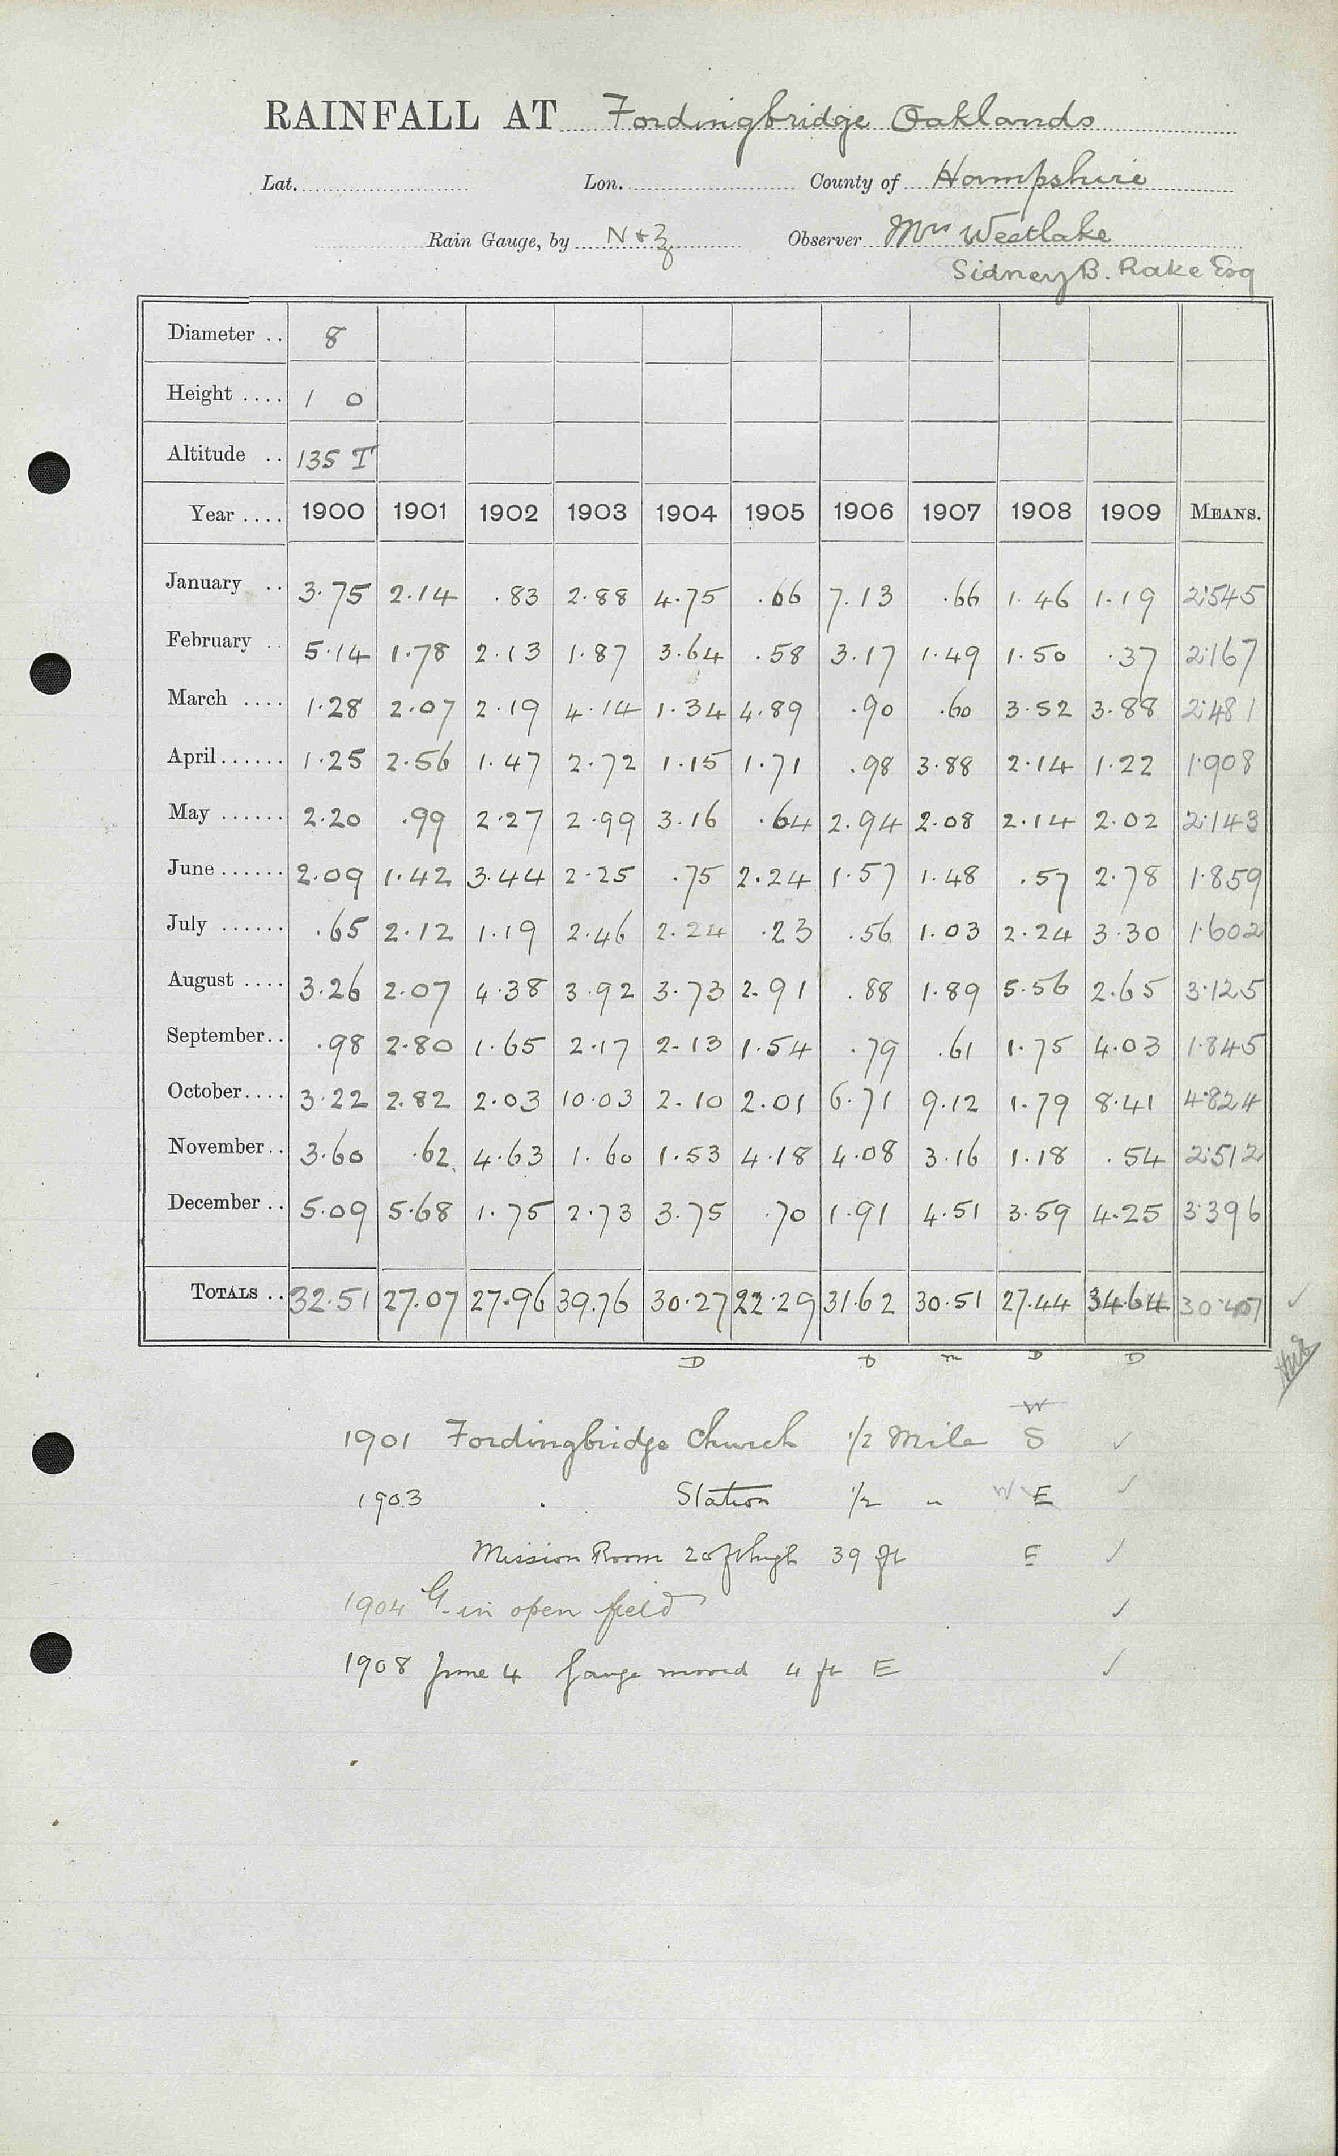 RAINFALL AT Fordingbridge Oaklands
Lat. Lon. County of Hampshire
Rain Gauge, by N & Z Observer Mrs Westlake
Sidney B. Rake Esq
Diameter .. 8
Height .... 1 0
Altitude .. 135 T
Year .... 1900 1901 1902 1903 1904 1905 1906 1907 1908 1909 MEANS.
January .. 3.75 2.14 .83 2.88 4.75 .66 7.13 .66 1.46 1.19 2.545
February .. 5.14 1.78 2.13 1.87 3.64 .58 3.17 1.49 1.50 .37 2.167
March .... 1.28 2.07 2.19 4.14 1.34 4.89 .90 .60 3.52 3.88 2.481
April ...... 1.25 2.56 1.47 2.72 1.15 1.71 .98 3.88 2.14 1.22 1.908
May ...... 2.20 .99 2.27 2.99 3.16 .64 2.94 2.08 2.14 2.02 2.143
June ...... 2.09 1.42 3.44 2.25 .75 2.24 1.57 1.48 .57 2.78 1.859
July ...... .65 2.12 1.19 2.46 2.24 .23 .56 1.03 2.24 3.30 1.602
August .... 3.26 2.07 4.38 3.92 3.73 2.91 .88 1.89 5.56 2.65 3.125
September.. .98 2.80 1.65 2.17 2.13 1.54 .79 .61 1.75 4.03 1.845
October.... 3.22 2.82 2.03 10.03 2.10 2.01 6.71 9.12 1.79 8.41 4.824
November.. 3.60 .62 4.63 1.60 1.53 4.18 4.08 3.16 1.18 .54 2.512
December .. 5.09 5.68 1.75 2.73 3.75 .70 1.91 4.51 3.59 4.25 3.396
TOTALS .. 32.51 27.07 27.96 39.76 30.27 22.29 31.62 30.51 27.44 34.64 30.407 ✓
D D m D D
W
1901 Fordingbridge Church 1/2 Mile S ✓
1903 . Station 1/2 " W E ✓
Mission Room 20 ft high 39 ft E ✓
1904 G. in open field ✓
1908 June 4 Gauge moved 4 ft E ✓